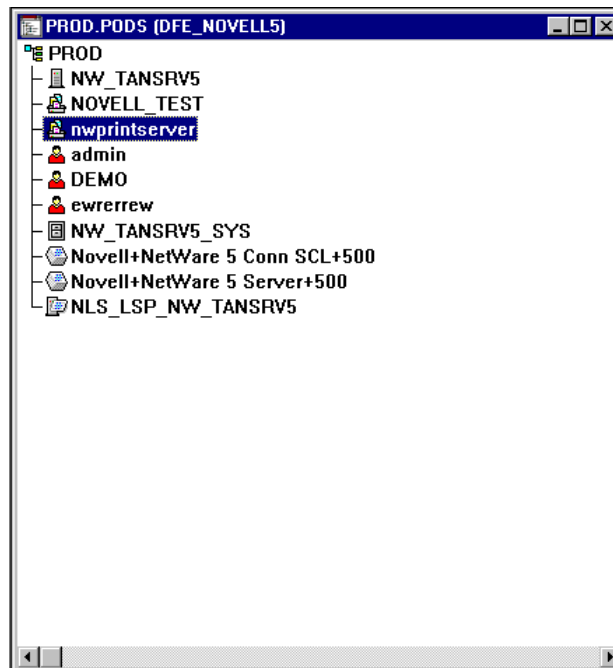 PROD.PODS (DFE_NOVELL5)
PROD
NW_TANSRV5
NOVELL_TEST
nwprintserver
admin
DEMO
ewrerrew
NW_TANSRV5_SYS
Novell+NetWare 5 Conn SCL+500
Novell+NetWare 5 Server+500
NLS_LSP_NW_TANSRV5